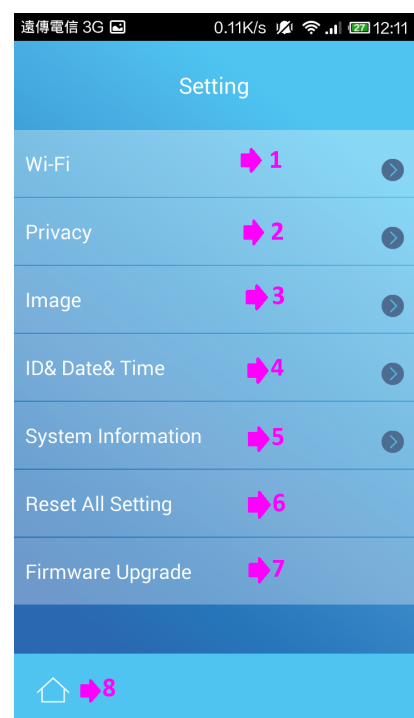 遠傳電信 3G 0.11K/s 27 12:11
Setting
Wi-Fi 1
Privacy 2
Image 3
ID& Date& Time 4
System Information 5
Reset All Setting 6
Firmware Upgrade 7
8